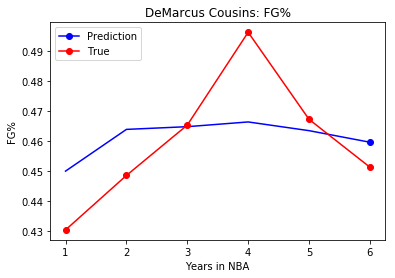 DeMarcus Cousins: FG%
Prediction
True
0.49
0.48
0.47
0.46
0.45
0.44
0.43
FG%
1 2 3 4 5 6
Years in NBA